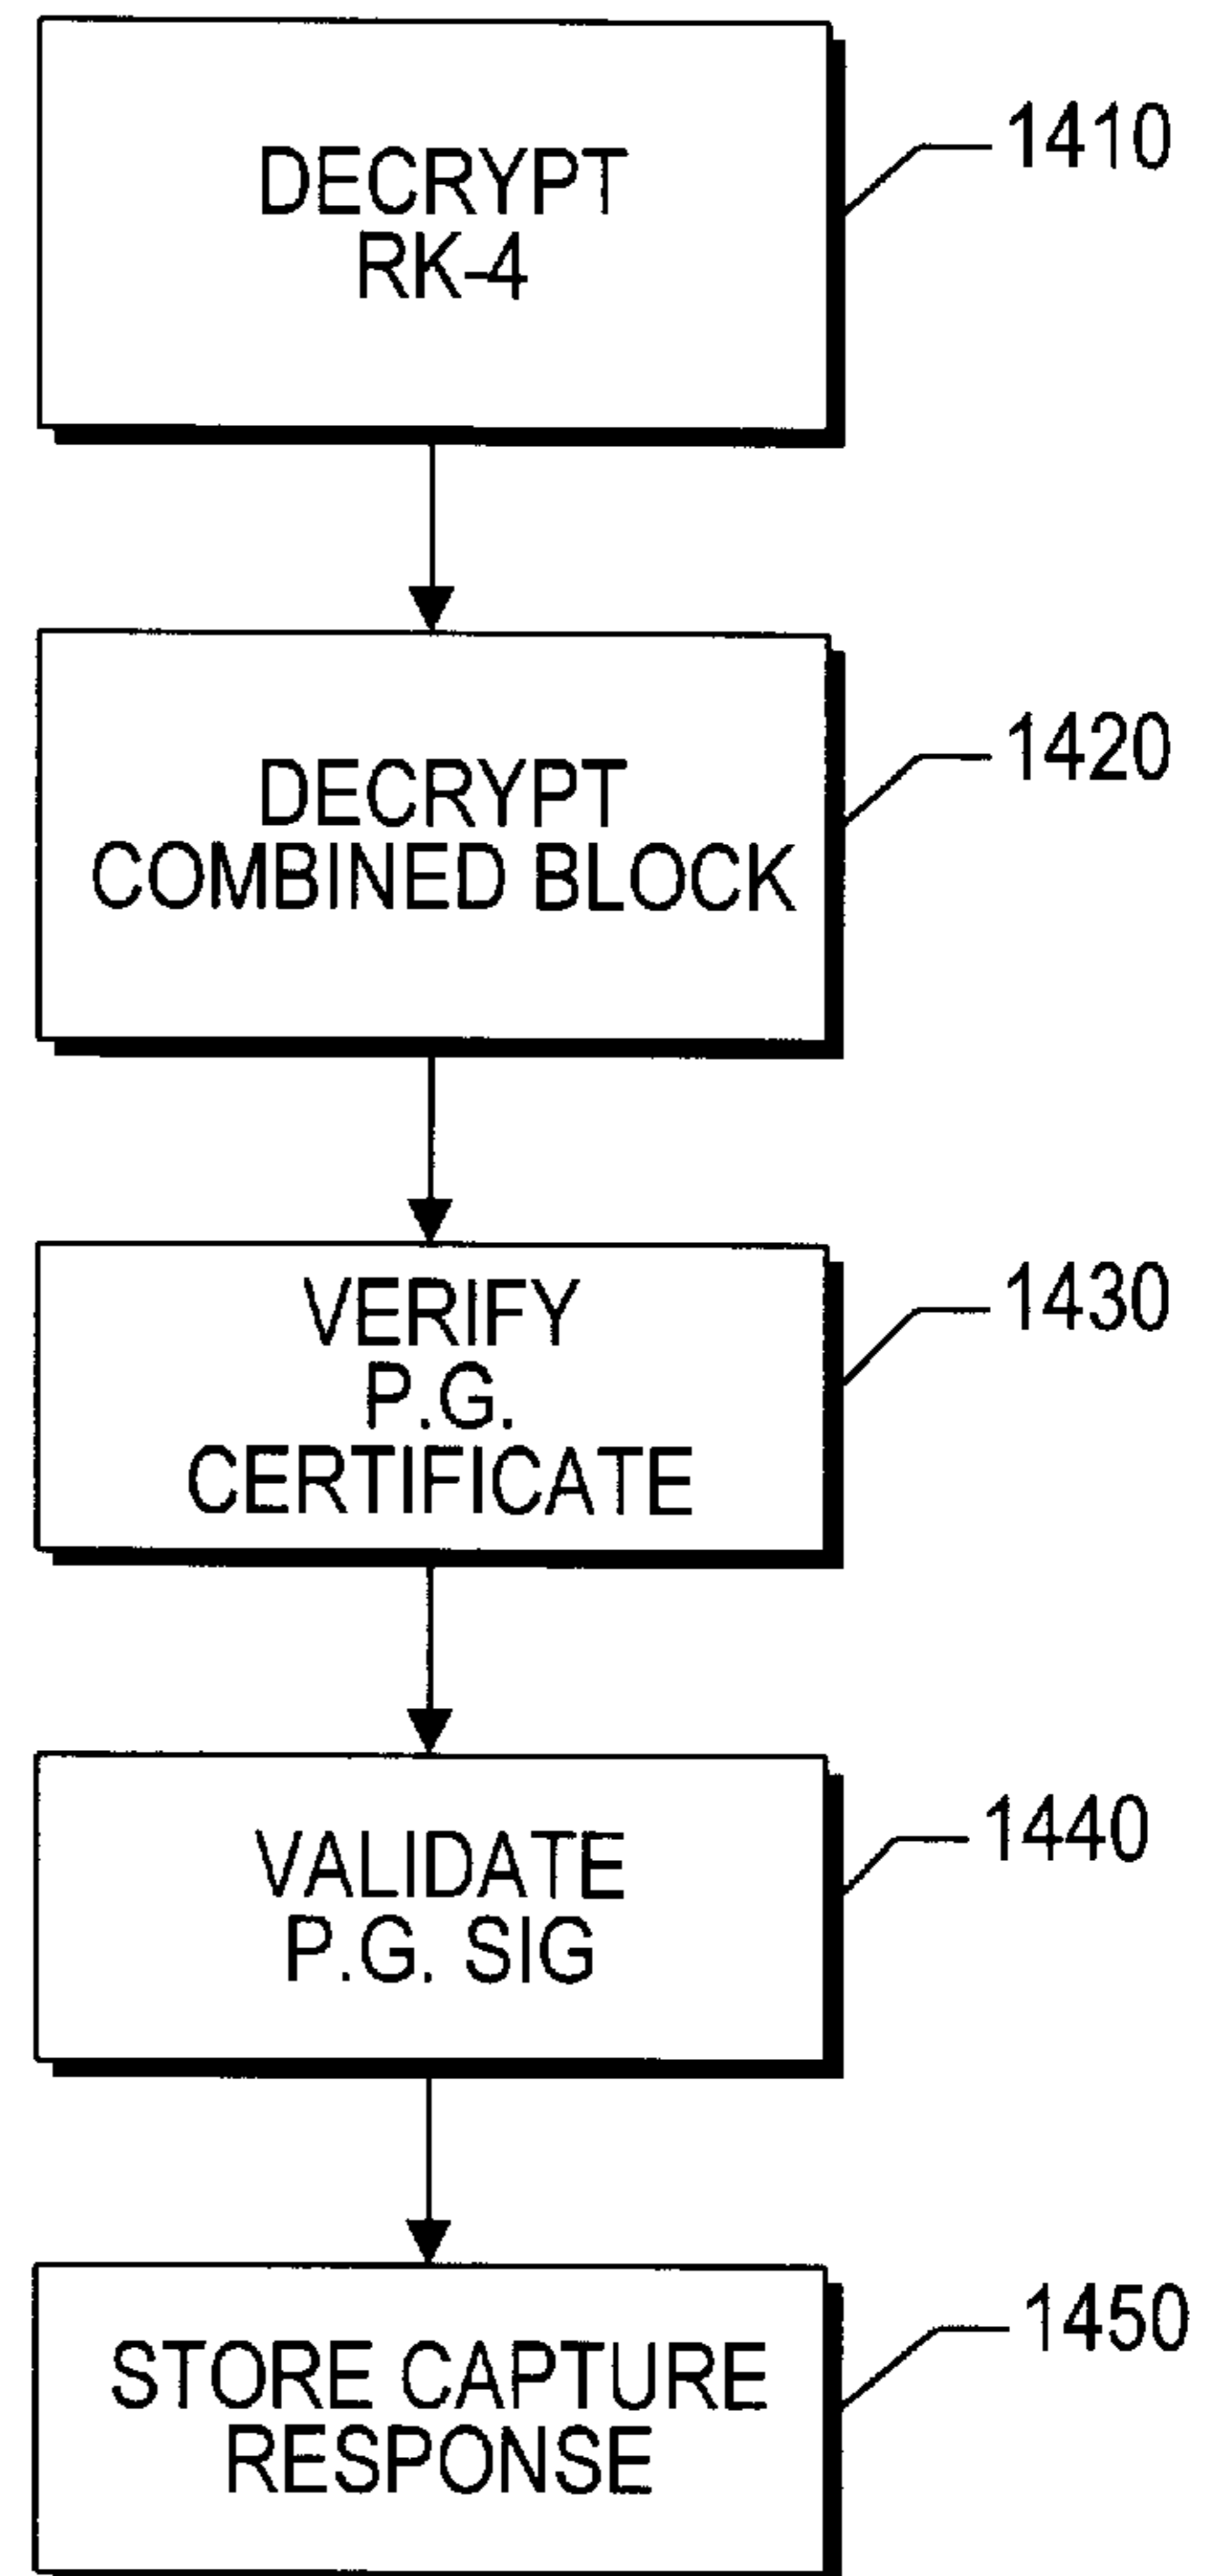 DECRYPT
RK-4
1410
DECRYPT
COMBINED BLOCK
1420
VERIFY
P.G.
CERTIFICATE
1430
VALIDATE
P.G. SIG
1440
STORE CAPTURE
RESPONSE
1450